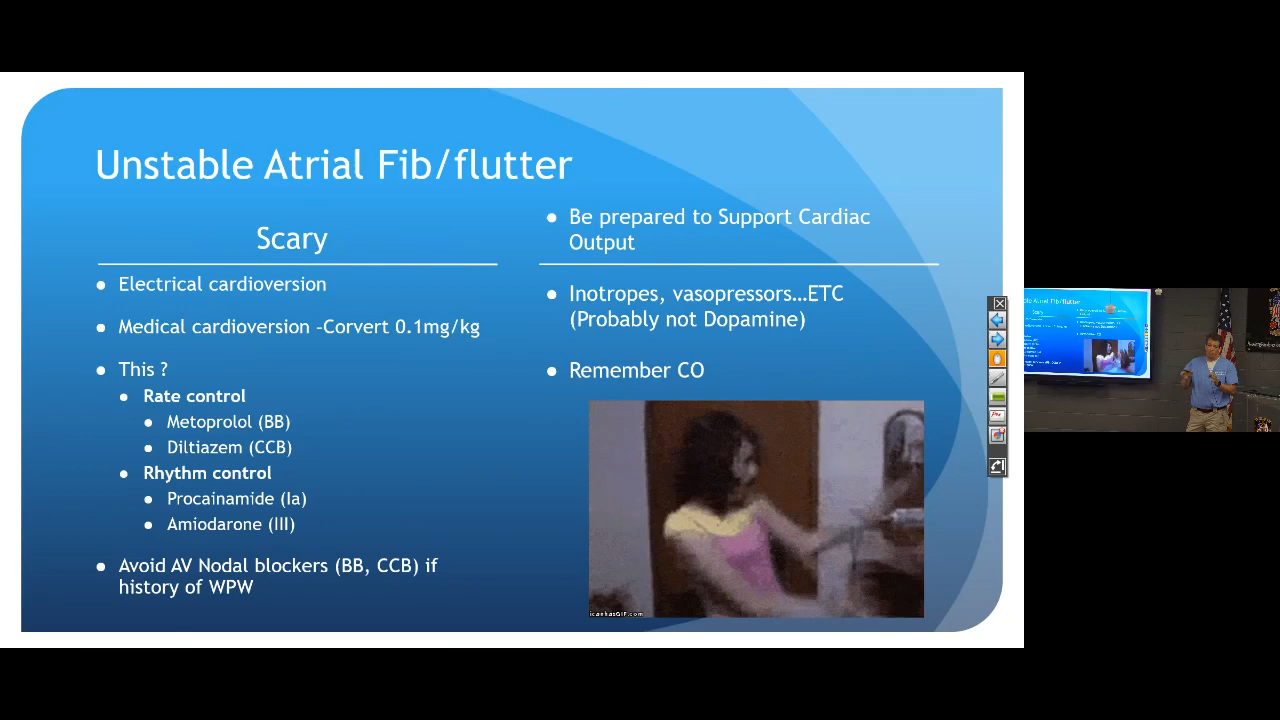 Unstable Atrial Fib/flutter
Scary
Electrical cardioversion
Medical cardioversion –Corvert 0.1mg/kg
This ?
Rate control
Metoprolol (BB)
Diltiazem (CCB)
Rhythm control
Procainamide (Ia)
Amiodarone (III)
Avoid AV Nodal blockers (BB, CCB) if
history of WPW
Be prepared to Support Cardiac
Output
Inotropes, vasopressors…ETC
(Probably not Dopamine)
Remember CO
icanhasGIF.com